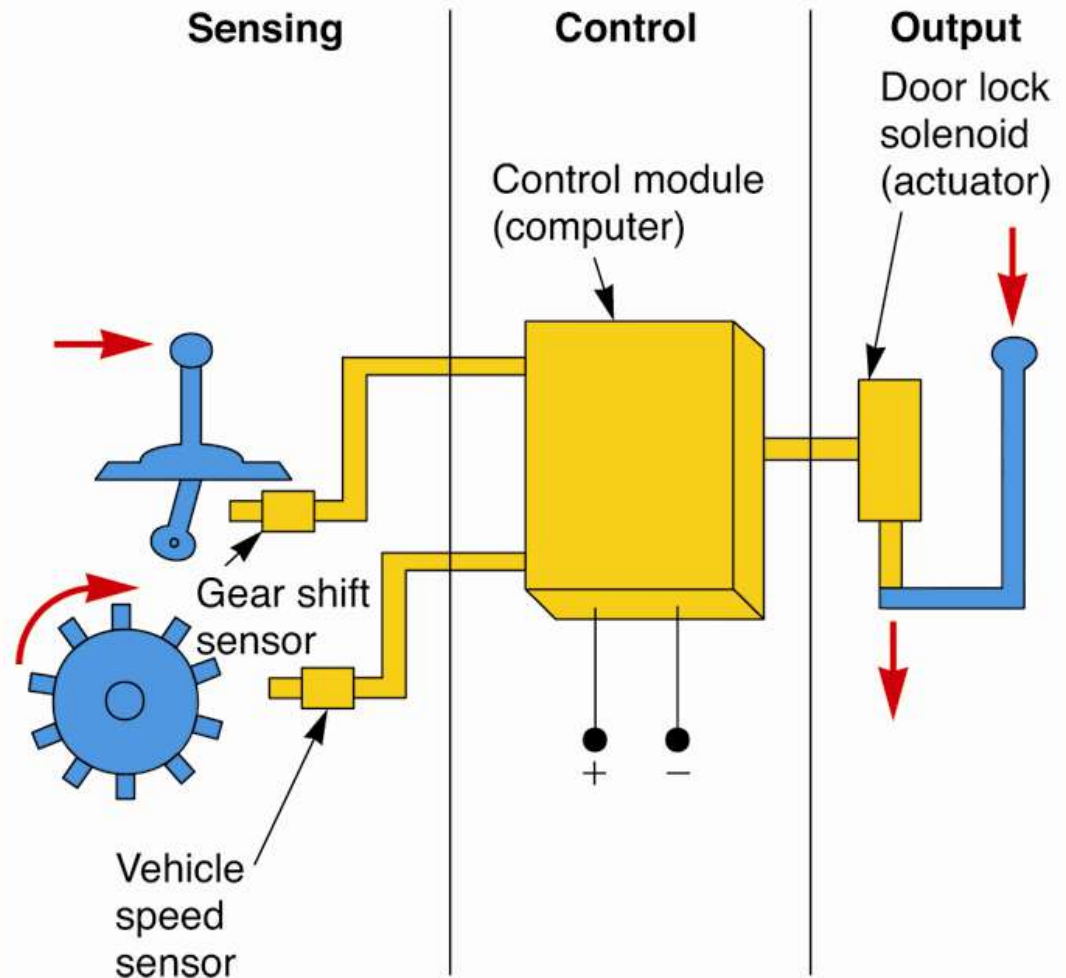 Sensing
Control
Output
Door lock
solenoid
(actuator)
Control module
(computer)
Gear shift
sensor
Vehicle
speed
sensor
+
−